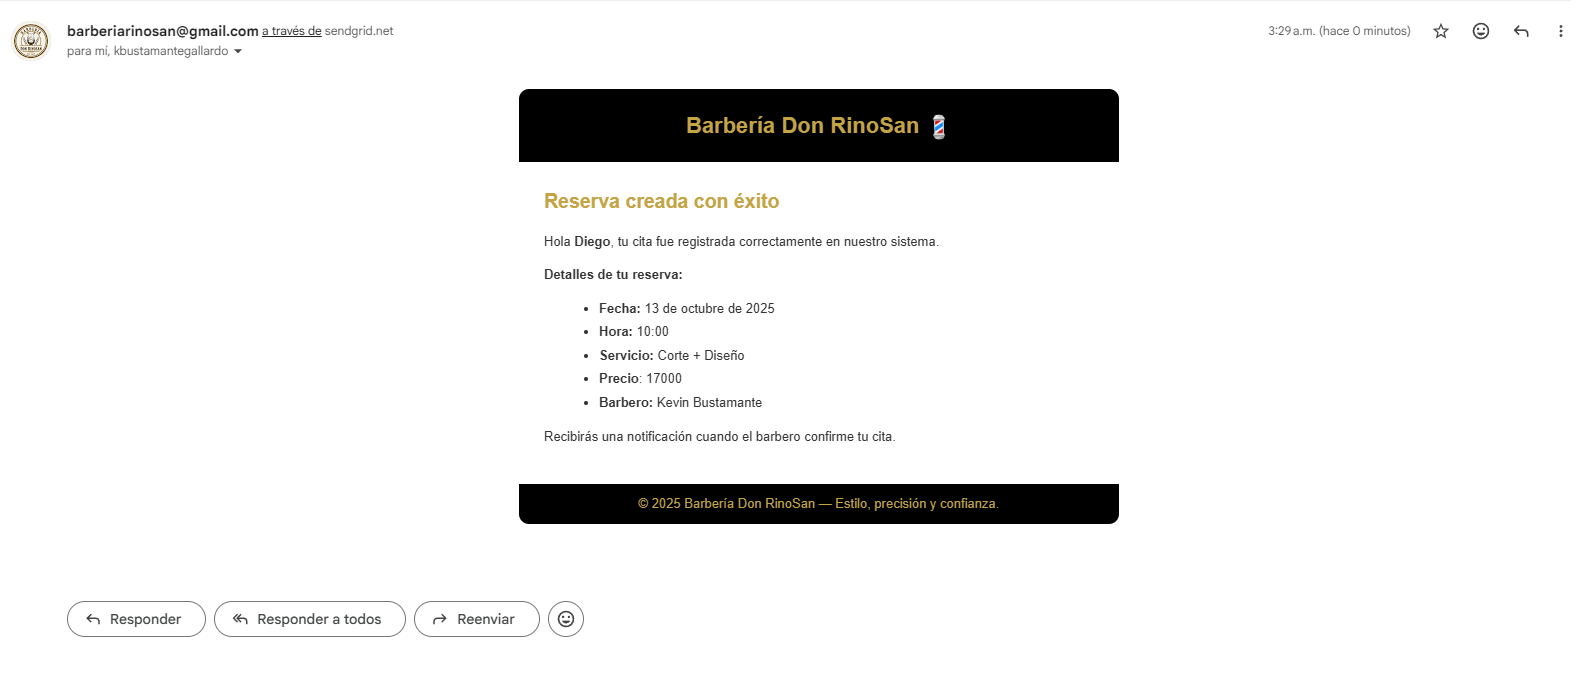 barberiarinosan@gmail.com a través de sendgrid.net
3:29 a.m. (hace 0 minutos)
para mí, kbustamantegallardo
Barbería Don RinoSan 💈
Reserva creada con éxito
Hola Diego, tu cita fue registrada correctamente en nuestro sistema.
Detalles de tu reserva:
• Fecha: 13 de octubre de 2025
• Hora: 10:00
• Servicio: Corte + Diseño
• Precio: 17000
• Barbero: Kevin Bustamante
Recibirás una notificación cuando el barbero confirme tu cita.
© 2025 Barbería Don RinoSan — Estilo, precisión y confianza.
Responder
Responder a todos
Reenviar